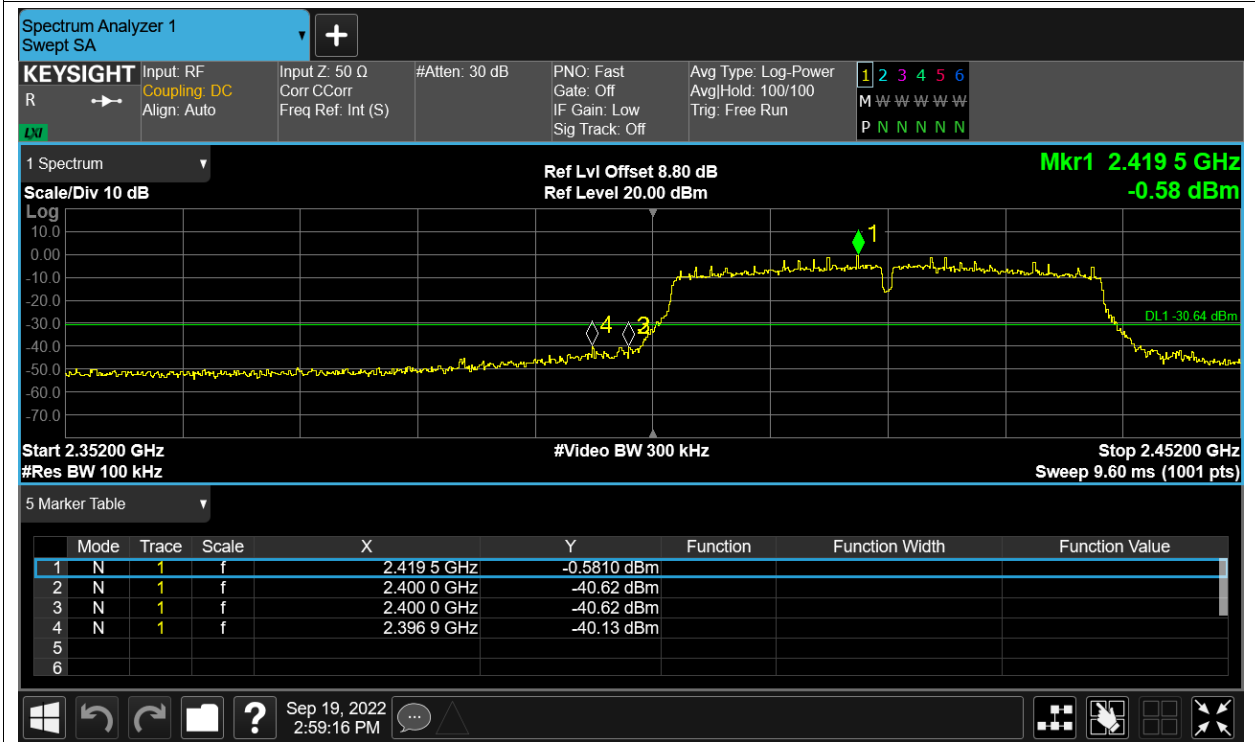 Spectrum Analyzer 1
Swept SA
+
KEYSIGHT
R
LXI
Input: RF
Coupling: DC
Align: Auto
Input Z: 50 Ω
Corr CCorr
Freq Ref: Int (S)
#Atten: 30 dB
PNO: Fast
Gate: Off
IF Gain: Low
Sig Track: Off
Avg Type: Log-Power
Avg|Hold: 100/100
Trig: Free Run
1 2 3 4 5 6
M W W W W W
P N N N N N
1 Spectrum
Scale/Div 10 dB
Ref Lvl Offset 8.80 dB
Ref Level 20.00 dBm
Mkr1 2.419 5 GHz
-0.58 dBm
Log
10.0
0.00
-10.0
-20.0
-30.0
-40.0
-50.0
-60.0
-70.0
1
4
DL1 -30.64 dBm
Start 2.35200 GHz #Video BW 300 kHz Stop 2.45200 GHz
#Res BW 100 kHz Sweep 9.60 ms (1001 pts)
5 Marker Table
Mode Trace Scale X Y Function Function Width Function Value
1 N 1 f 2.419 5 GHz -0.5810 dBm
2 N 1 f 2.400 0 GHz -40.62 dBm
3 N 1 f 2.400 0 GHz -40.62 dBm
4 N 1 f 2.396 9 GHz -40.13 dBm
5
6
?
Sep 19, 2022
2:59:16 PM